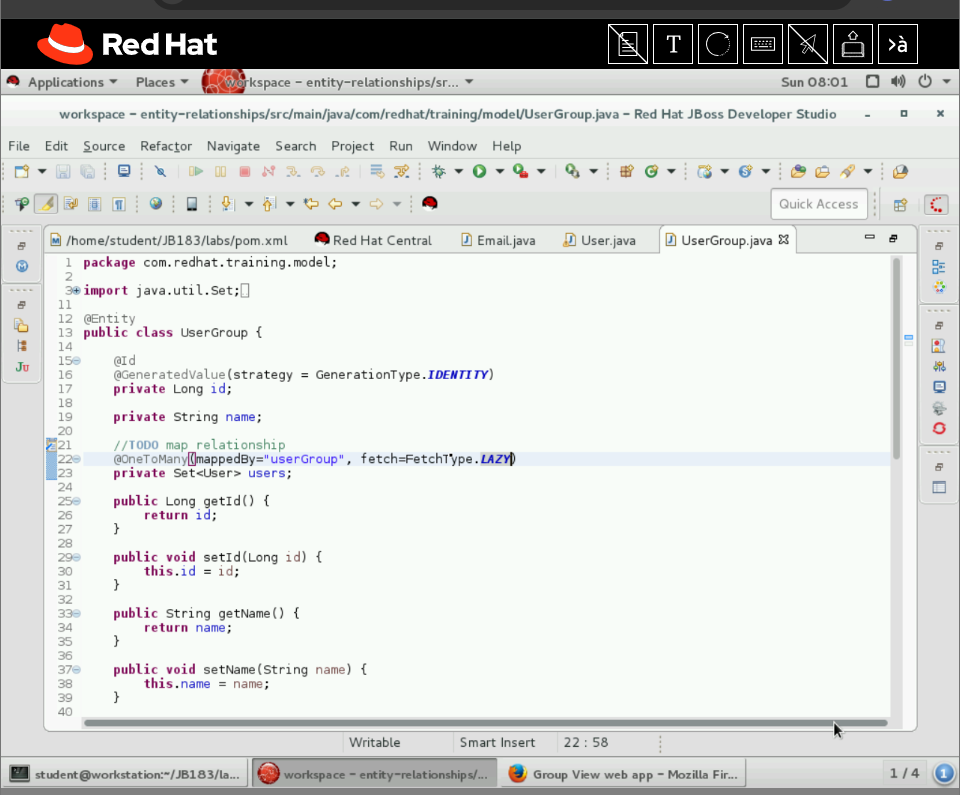 Red Hat
T
>à
Applications Places workspace – entity-relationships/sr... Sun 08:01
workspace – entity-relationships/src/main/java/com/redhat/training/model/UserGroup.java – Red Hat JBoss Developer Studio
File Edit Source Refactor Navigate Search Project Run Window Help
Quick Access
/home/student/JB183/labs/pom.xml Red Hat Central Email.java User.java UserGroup.java
1 package com.redhat.training.model;
2
3 import java.util.Set;
11
12 @Entity
13 public class UserGroup {
14
15 @Id
16 @GeneratedValue(strategy = GenerationType.IDENTITY)
17 private Long id;
18
19 private String name;
20
21 //TODO map relationship
22 @OneToMany(mappedBy="userGroup", fetch=FetchType.LAZY)
23 private Set<User> users;
24
25 public Long getId() {
26 return id;
27 }
28
29 public void setId(Long id) {
30 this.id = id;
31 }
32
33 public String getName() {
34 return name;
35 }
36
37 public void setName(String name) {
38 this.name = name;
39 }
40
Writable Smart Insert 22 : 58
student@workstation:~/JB183/la... workspace – entity-relationships/... Group View web app – Mozilla Fir... 1 / 4 1